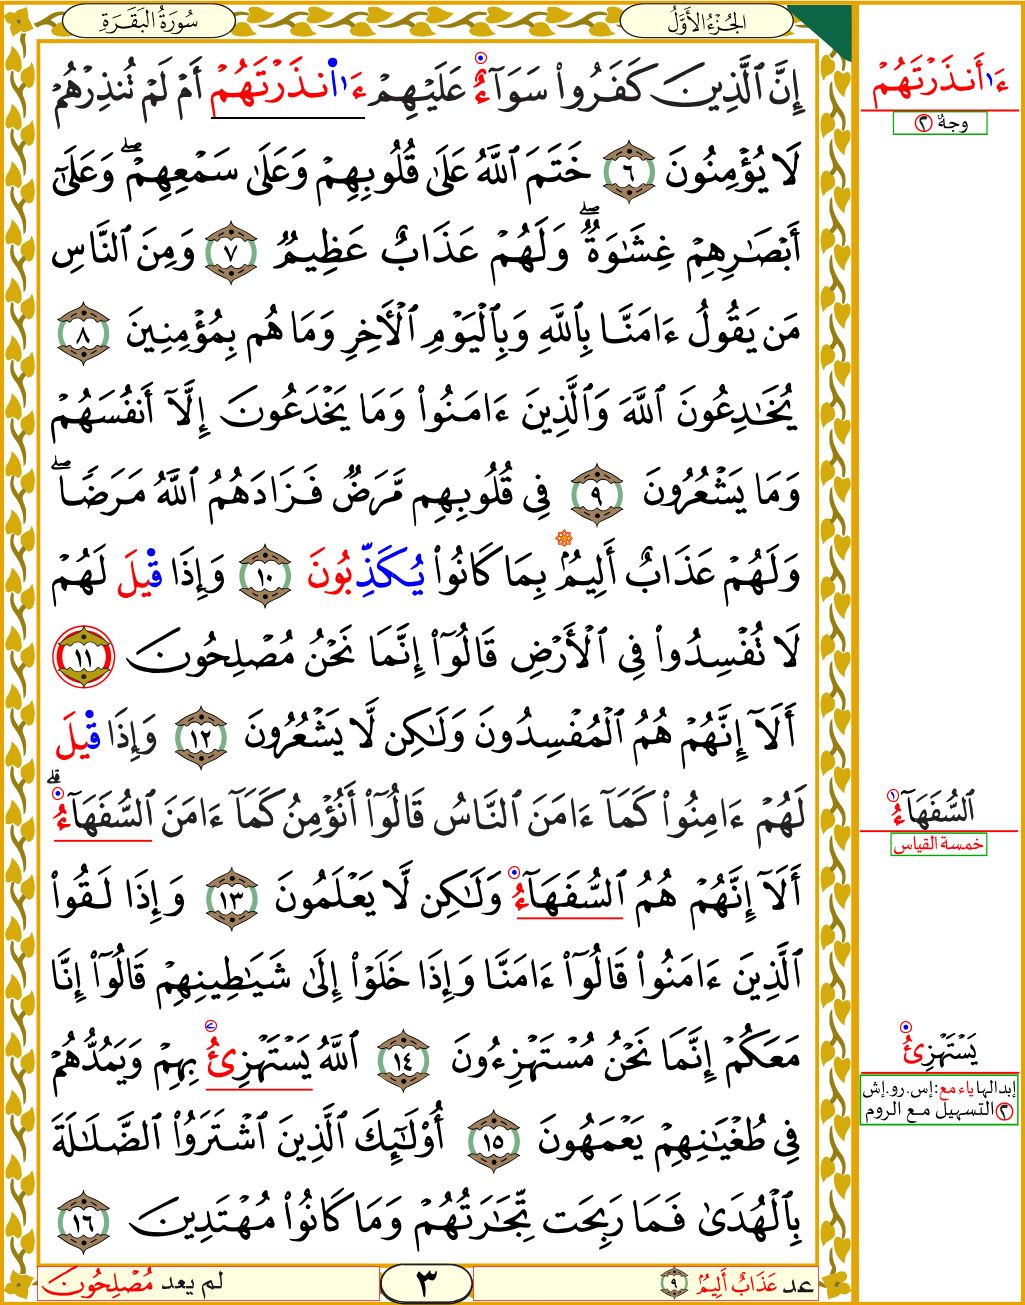 الجُزْءُ الأَوَّلُ
سُورَةُ البَقَرَةِ
إِنَّ ٱلَّذِينَ كَفَرُوا۟ سَوَآءٌ عَلَيْهِمْ ءَا۬نذَرْتَهُمْ أَمْ لَمْ تُنذِرْهُمْ
لَا يُؤْمِنُونَ ٦ خَتَمَ ٱللَّهُ عَلَىٰ قُلُوبِهِمْ وَعَلَىٰ سَمْعِهِمْ ۖ وَعَلَىٰٓ
أَبْصَـٰرِهِمْ غِشَـٰوَةٌ ۖ وَلَهُمْ عَذَابٌ عَظِيمٌ ٧ وَمِنَ ٱلنَّاسِ
مَن يَقُولُ ءَامَنَّا بِٱللَّهِ وَبِٱلْيَوْمِ ٱلْأَخِرِ وَمَا هُم بِمُؤْمِنِينَ ٨
يُخَـٰدِعُونَ ٱللَّهَ وَٱلَّذِينَ ءَامَنُوا۟ وَمَا يَخْدَعُونَ إِلَّآ أَنفُسَهُمْ
وَمَا يَشْعُرُونَ ٩ فِى قُلُوبِهِم مَّرَضٌ فَزَادَهُمُ ٱللَّهُ مَرَضًا ۖ
وَلَهُمْ عَذَابٌ أَلِيمٌۢ بِمَا كَانُوا۟ يُكَذِّبُونَ ١٠ وَإِذَا قِيلَ لَهُمْ
لَا تُفْسِدُوا۟ فِى ٱلْأَرْضِ قَالُوٓا۟ إِنَّمَا نَحْنُ مُصْلِحُونَ ١١
أَلَآ إِنَّهُمْ هُمُ ٱلْمُفْسِدُونَ وَلَـٰكِن لَّا يَشْعُرُونَ ١٢ وَإِذَا قِيلَ
لَهُمْ ءَامِنُوا۟ كَمَآ ءَامَنَ ٱلنَّاسُ قَالُوٓا۟ أَنُؤْمِنُ كَمَآ ءَامَنَ ٱلسُّفَهَآءُ ۗ
أَلَآ إِنَّهُمْ هُمُ ٱلسُّفَهَآءُ وَلَـٰكِن لَّا يَعْلَمُونَ ١٣ وَإِذَا لَقُوا۟
ٱلَّذِينَ ءَامَنُوا۟ قَالُوٓا۟ ءَامَنَّا وَإِذَا خَلَوْا۟ إِلَىٰ شَيَـٰطِينِهِمْ قَالُوٓا۟ إِنَّا
مَعَكُمْ إِنَّمَا نَحْنُ مُسْتَهْزِءُونَ ١٤ ٱللَّهُ يَسْتَهْزِئُ بِهِمْ وَيَمُدُّهُمْ
فِى طُغْيَـٰنِهِمْ يَعْمَهُونَ ١٥ أُو۟لَـٰٓئِكَ ٱلَّذِينَ ٱشْتَرَوُا۟ ٱلضَّلَـٰلَةَ
بِٱلْهُدَىٰ فَمَا رَبِحَت تِّجَـٰرَتُهُمْ وَمَا كَانُوا۟ مُهْتَدِينَ ١٦
ءَا۬أَنذَرْتَهُمْ
وجهٌ ٢
ٱلسُّفَهَآءُ ١
خمسة القياس
يَسْتَهْزِئُ
إبدالها ياء مع: إس. رو. إش
٢ التسهيل مع الروم
عد عَذَابٌ أَلِيمٌ ٩
٣
لم يعد مُصْلِحُونَ